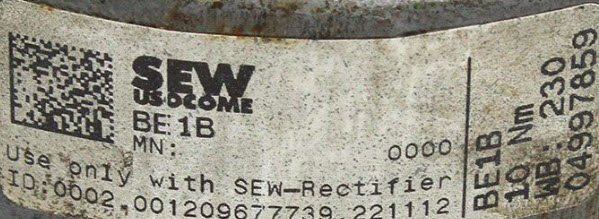 SEW
USOCOME
BE1B
MN: 0000
Use only with SEW-Rectifier
ID:0002.001209677739.221112
BE1B
10 Nm
WB: 230
04997859